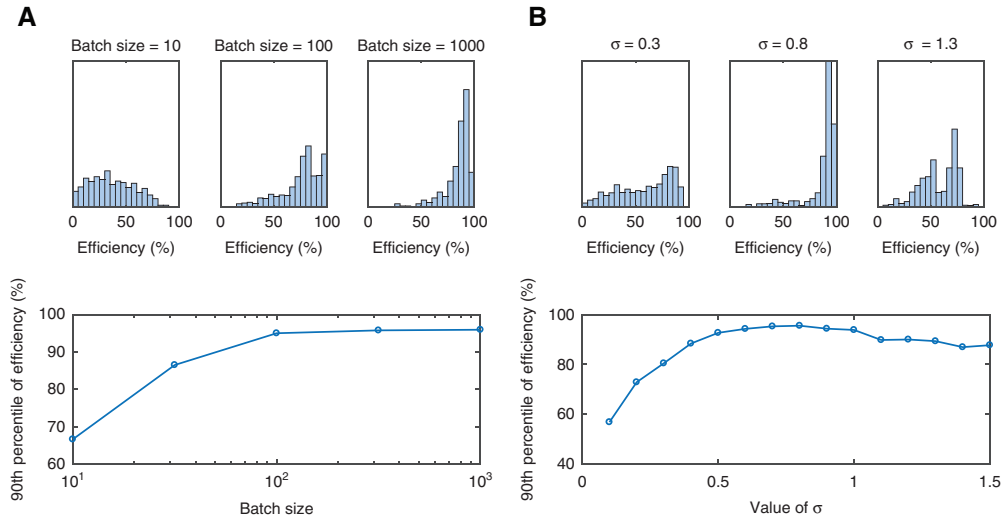 A
Batch size = 10
Batch size = 100
Batch size = 1000
0 50 100
0 50 100
0 50 100
Efficiency (%)
Efficiency (%)
Efficiency (%)
90th percentile of efficiency (%)
100
90
80
70
60
10¹ 10² 10³
Batch size
B
σ = 0.3
σ = 0.8
σ = 1.3
0 50 100
0 50 100
0 50 100
Efficiency (%)
Efficiency (%)
Efficiency (%)
90th percentile of efficiency (%)
100
80
60
40
0 0.5 1 1.5
Value of σ